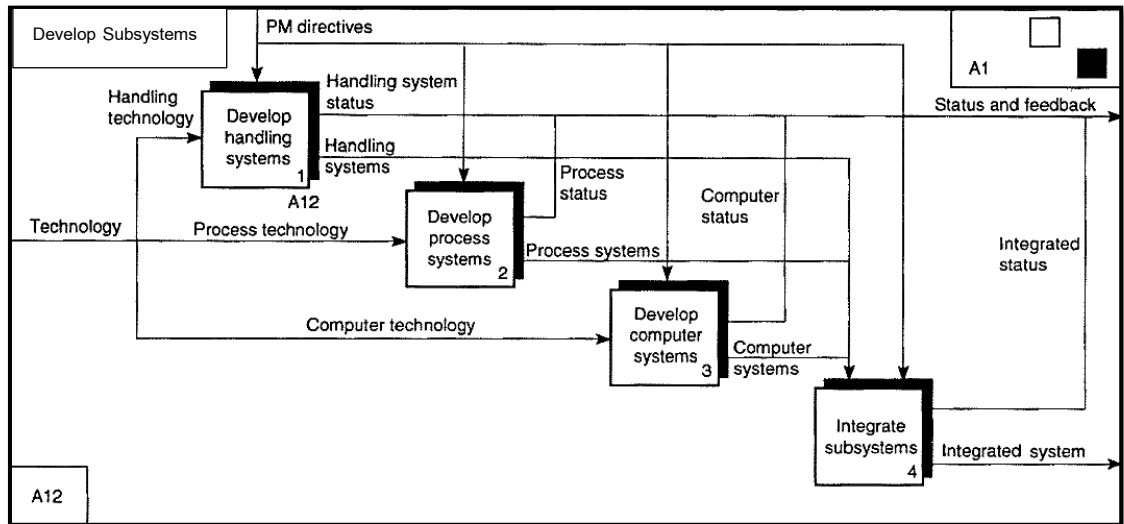 Develop Subsystems
PM directives
A1
Handling
technology
Develop
handling
systems
1
A12
Handling system
status
Handling
systems
Status and feedback
Technology
Process technology
Develop
process
systems
2
Process
status
Process systems
Computer
status
Integrated
status
Computer technology
Develop
computer
systems
3
Computer
systems
Integrate
subsystems
4
Integrated system
A12